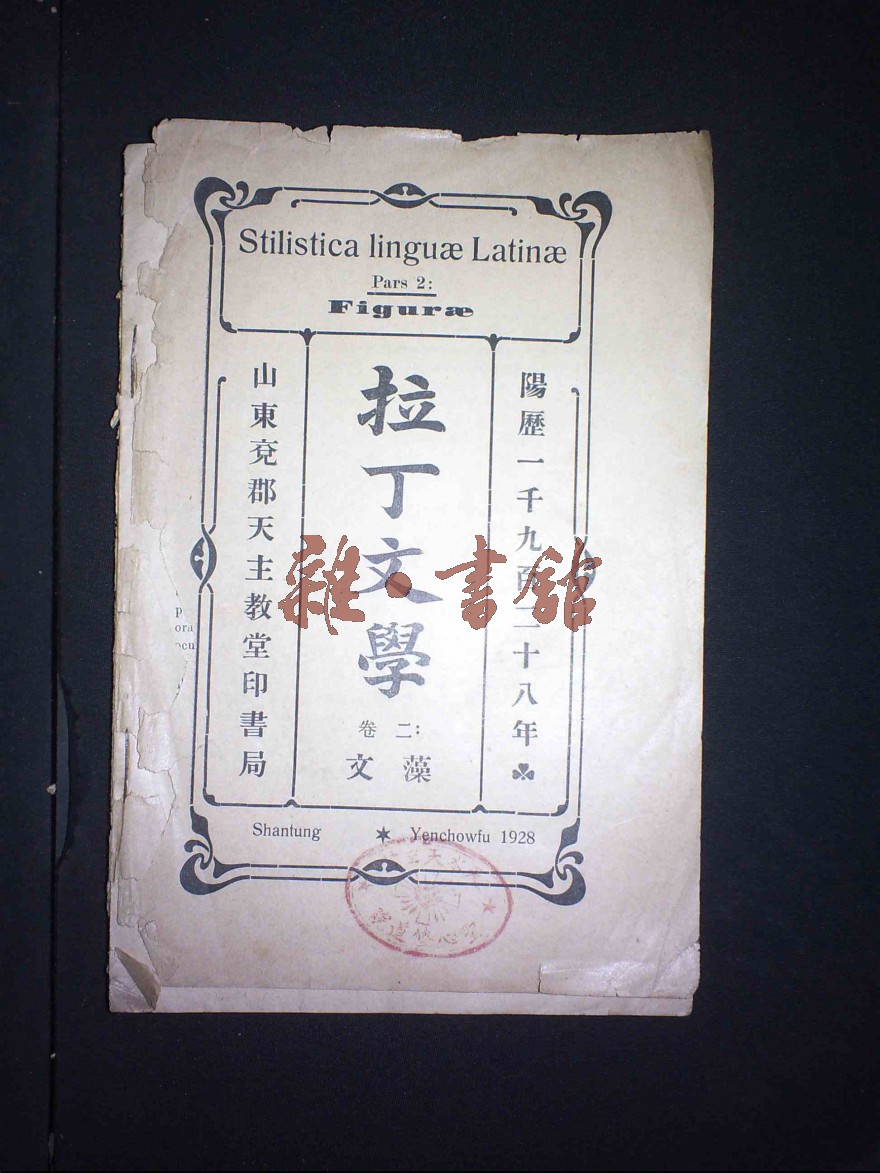 Stilistica linguæ Latinæ
Pars 2:
Figuræ
陽歷一千九百二十八年
拉丁文學
卷二:
文藻
山東兗郡天主教堂印書局
Shantung ✶ Yenchowfu 1928
雜·書館
p
ora
ocu